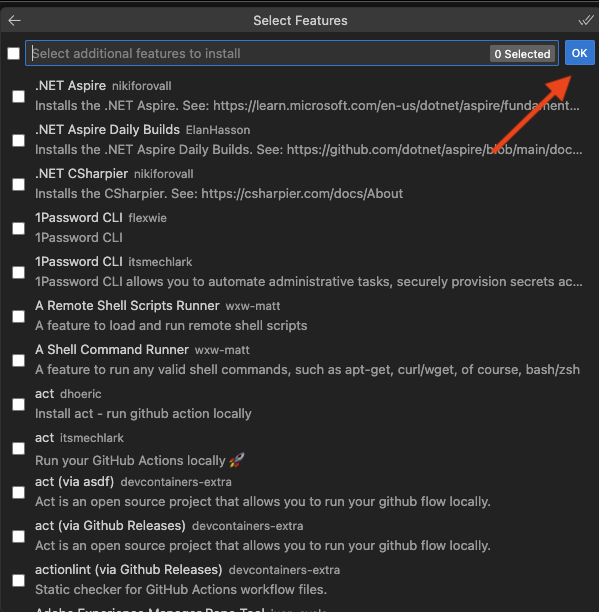 Select Features
Select additional features to install 0 Selected OK
.NET Aspire nikiforovall
Installs the .NET Aspire. See: https://learn.microsoft.com/en-us/dotnet/aspire/fundament...
.NET Aspire Daily Builds ElanHasson
Installs the .NET Aspire Daily Builds. See: https://github.com/dotnet/aspire/blob/main/doc...
.NET CSharpier nikiforovall
Installs the CSharpier. See: https://csharpier.com/docs/About
1Password CLI flexwie
1Password CLI
1Password CLI itsmechlark
1Password CLI allows you to automate administrative tasks, securely provision secrets ac...
A Remote Shell Scripts Runner wxw-matt
A feature to load and run remote shell scripts
A Shell Command Runner wxw-matt
A feature to run any valid shell commands, such as apt-get, curl/wget, of course, bash/zsh
act dhoeric
Install act - run github action locally
act itsmechlark
Run your GitHub Actions locally 🚀
act (via asdf) devcontainers-extra
Act is an open source project that allows you to run your github flow locally.
act (via Github Releases) devcontainers-extra
Act is an open source project that allows you to run your github flow locally.
actionlint (via Github Releases) devcontainers-extra
Static checker for GitHub Actions workflow files.